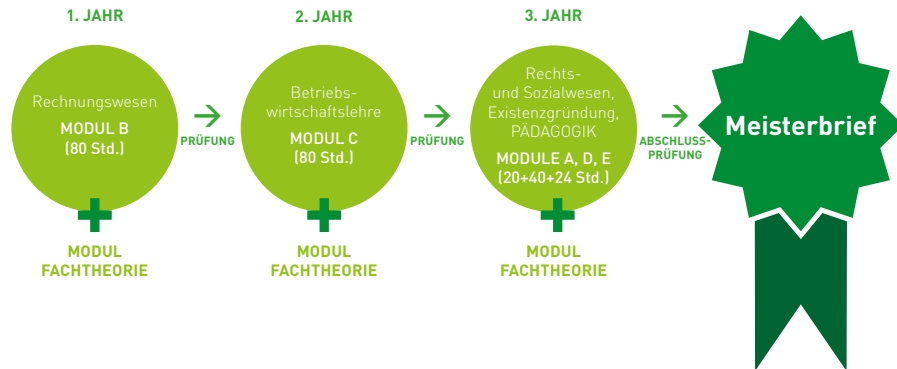 1. JAHR
Rechnungswesen
MODUL B
(80 Std.)
MODUL
FACHTHEORIE
PRÜFUNG
2. JAHR
Betriebs-
wirtschaftslehre
MODUL C
(80 Std.)
MODUL
FACHTHEORIE
PRÜFUNG
3. JAHR
Rechts-
und Sozialwesen,
Existenzgründung,
PÄDAGOGIK
MODULE A, D, E
(20+40+24 Std.)
MODUL
FACHTHEORIE
ABSCHLUSS-
PRÜFUNG
Meisterbrief